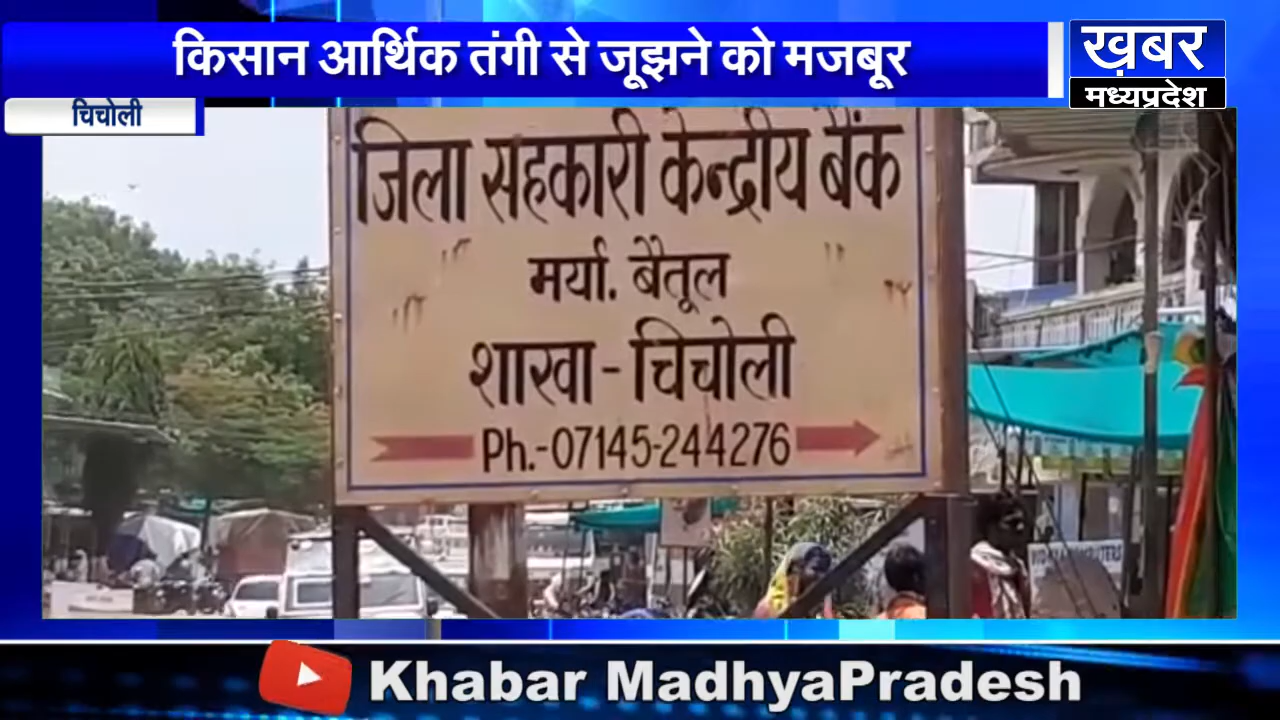 किसान आर्थिक तंगी से जूझने को मजबूर
ख़बर
मध्यप्रदेश
चिचोली
जिला सहकारी केन्द्रीय बैंक
मर्या. बैतूल
शाखा - चिचोली
Ph.-07145-244276
Khabar MadhyaPradesh